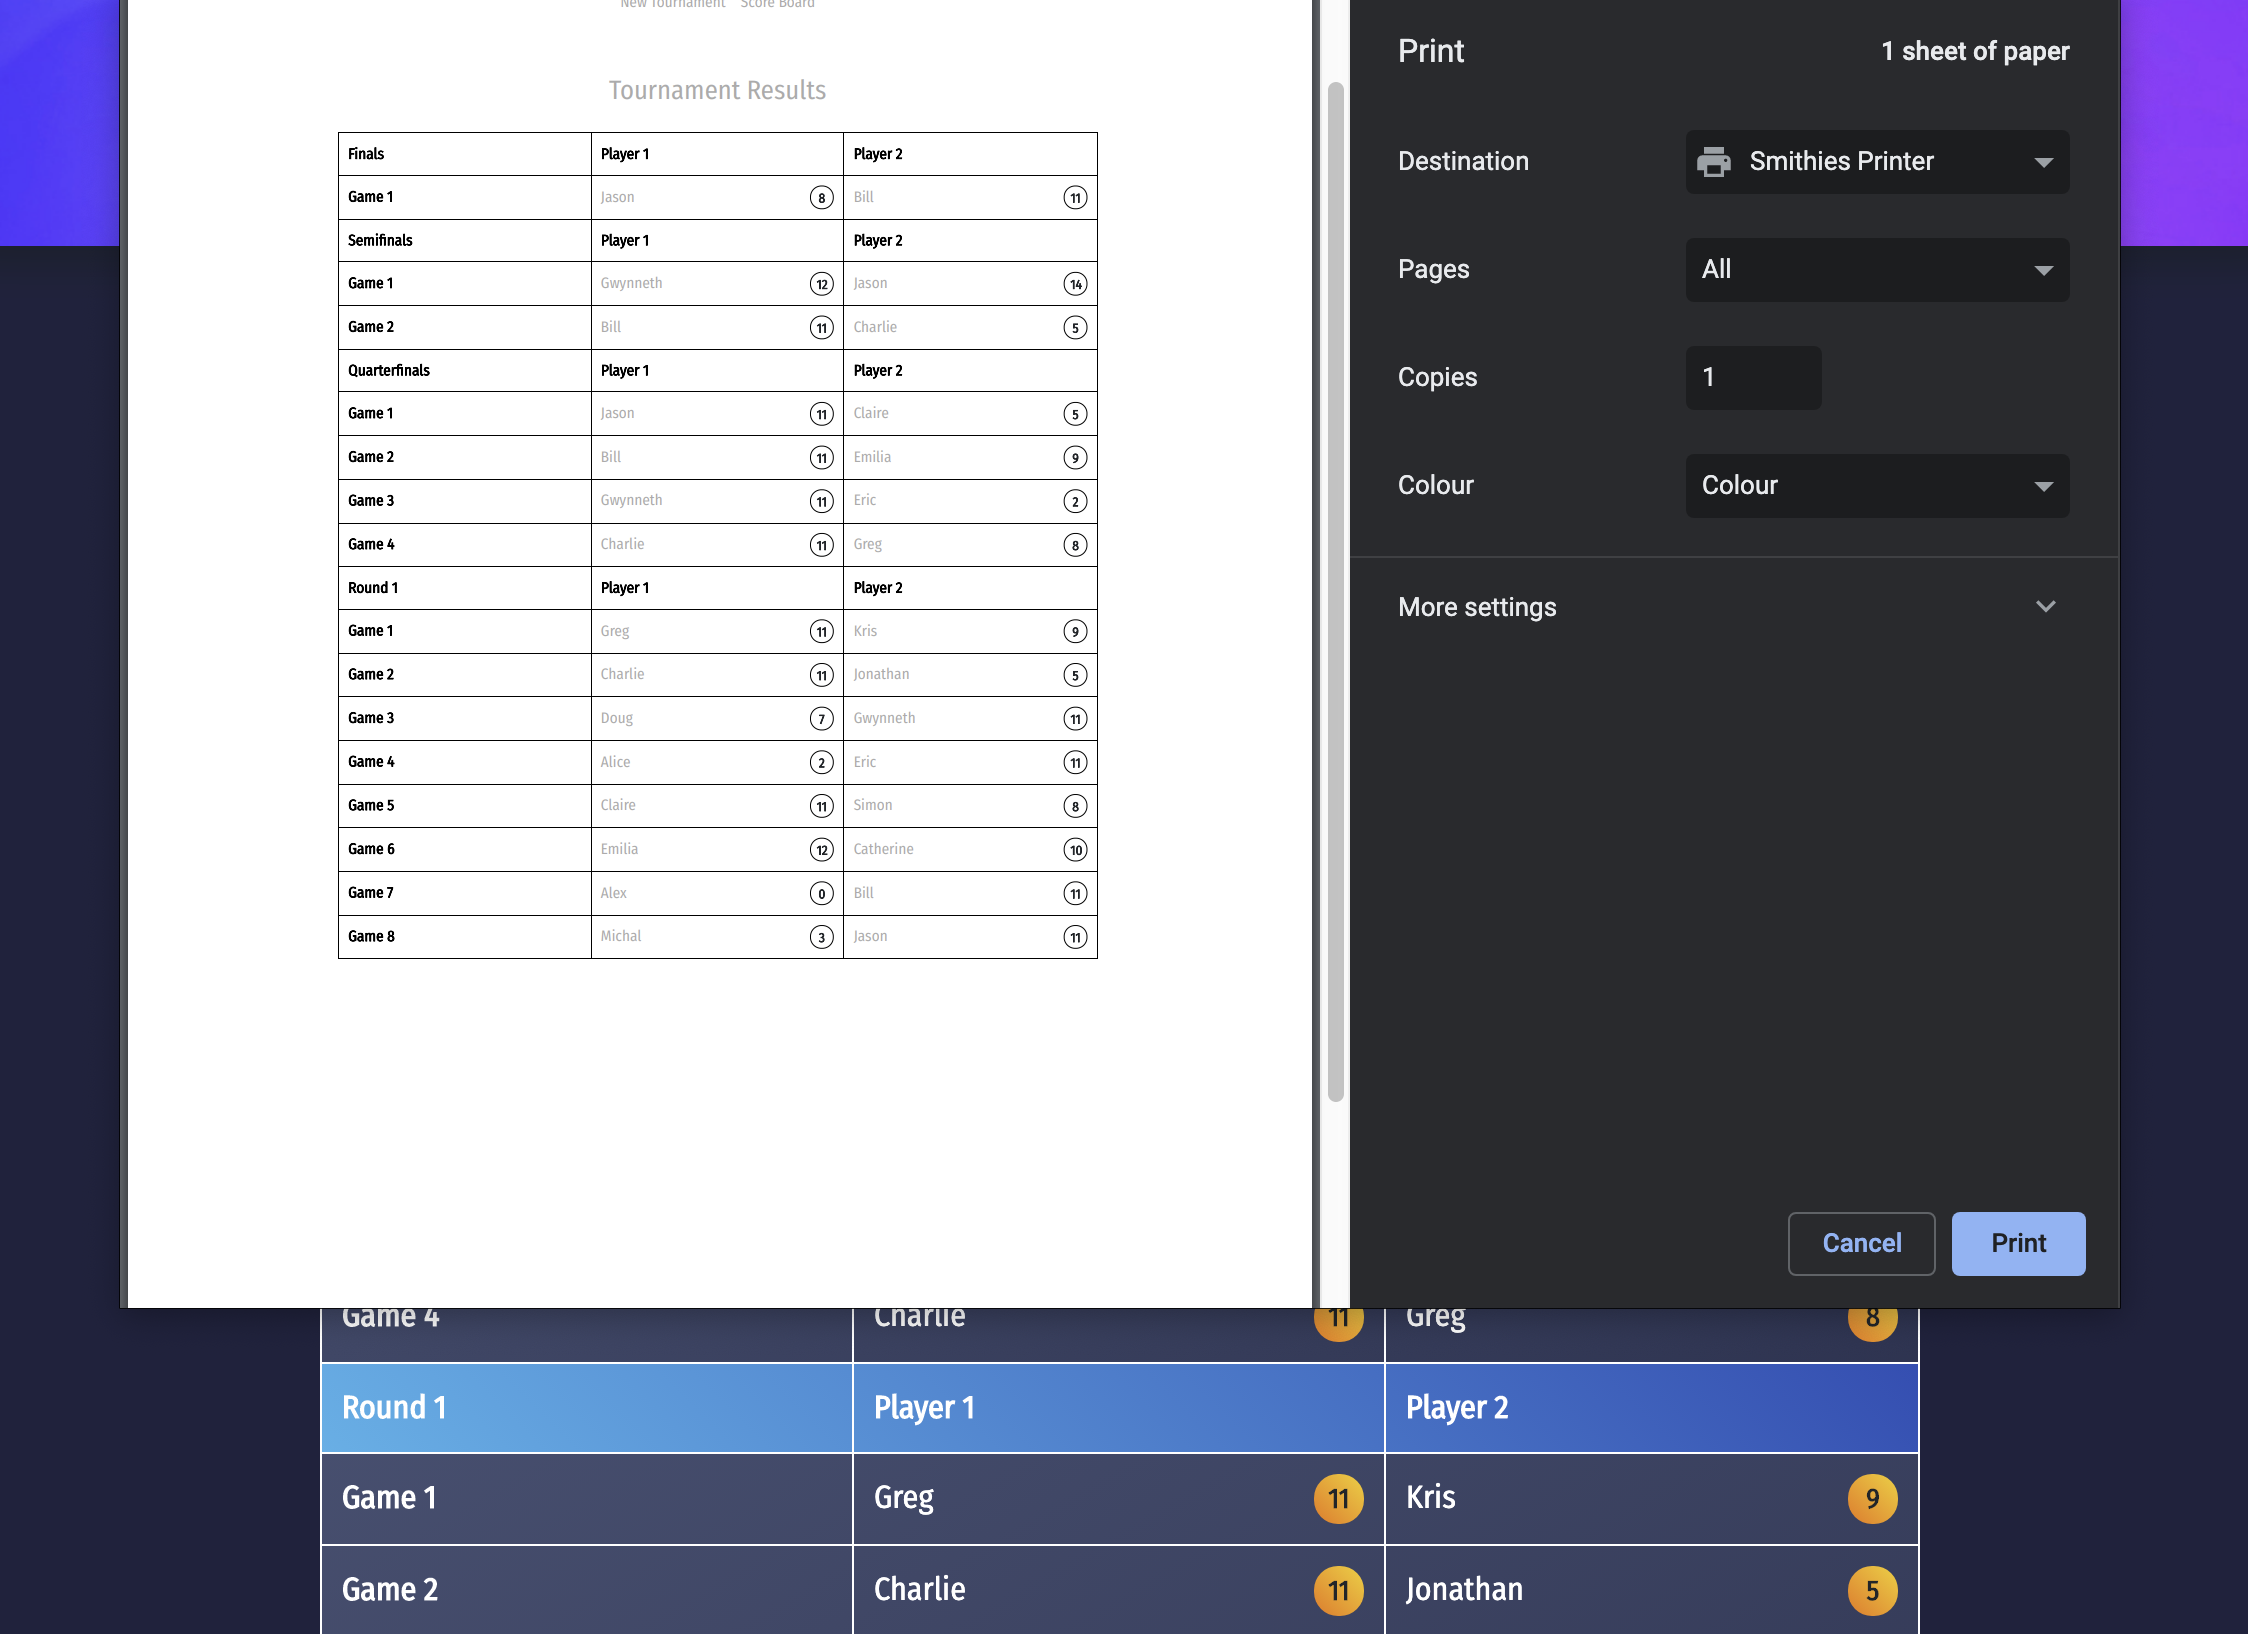 New Tournament Score Board
Tournament Results
Finals Player 1 Player 2
Game 1 Jason 8 Bill 11
Semifinals Player 1 Player 2
Game 1 Gwynneth 12 Jason 14
Game 2 Bill 11 Charlie 5
Quarterfinals Player 1 Player 2
Game 1 Jason 11 Claire 5
Game 2 Bill 11 Emilia 9
Game 3 Gwynneth 11 Eric 2
Game 4 Charlie 11 Greg 8
Round 1 Player 1 Player 2
Game 1 Greg 11 Kris 9
Game 2 Charlie 11 Jonathan 5
Game 3 Doug 7 Gwynneth 11
Game 4 Alice 2 Eric 11
Game 5 Claire 11 Simon 8
Game 6 Emilia 12 Catherine 10
Game 7 Alex 0 Bill 11
Game 8 Michal 3 Jason 11
Print 1 sheet of paper
Destination Smithies Printer
Pages All
Copies 1
Colour Colour
More settings
Cancel Print
Game 4 Charlie 11 Greg 8
Round 1 Player 1 Player 2
Game 1 Greg 11 Kris 9
Game 2 Charlie 11 Jonathan 5